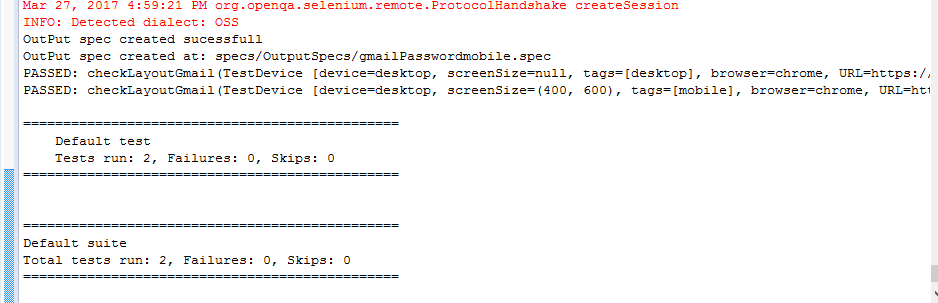 Mar 27, 2017 4:59:21 PM org.openqa.selenium.remote.ProtocolHandshake createSession
INFO: Detected dialect: OSS
OutPut spec created sucessfull
OutPut spec created at: specs/OutputSpecs/gmailPasswordmobile.spec
PASSED: checkLayoutGmail(TestDevice [device=desktop, screenSize=null, tags=[desktop], browser=chrome, URL=https:/
PASSED: checkLayoutGmail(TestDevice [device=desktop, screenSize=(400, 600), tags=[mobile], browser=chrome, URL=htt
===============================================
    Default test
    Tests run: 2, Failures: 0, Skips: 0
===============================================
===============================================
Default suite
Total tests run: 2, Failures: 0, Skips: 0
===============================================